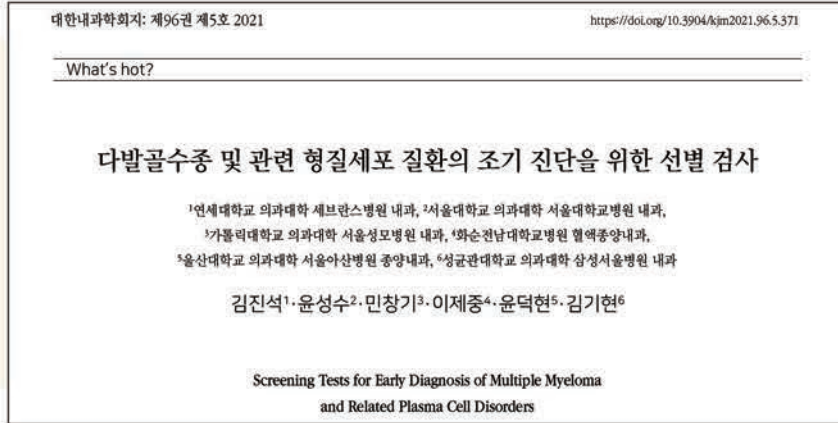 대한내과학회지: 제96권 제5호 2021
https://doi.org/10.3904/kjm2021.96.5.371
What's hot?
다발골수종 및 관련 형질세포 질환의 조기 진단을 위한 선별 검사
¹연세대학교 의과대학 세브란스병원 내과, ²서울대학교 의과대학 서울대학교병원 내과,
³가톨릭대학교 의과대학 서울성모병원 내과, ⁴화순전남대학교병원 혈액종양내과,
⁵울산대학교 의과대학 서울아산병원 종양내과, ⁶성균관대학교 의과대학 삼성서울병원 내과
김진석¹·윤성수²·민창기³·이제중⁴·윤덕현⁵·김기현⁶
Screening Tests for Early Diagnosis of Multiple Myeloma
and Related Plasma Cell Disorders